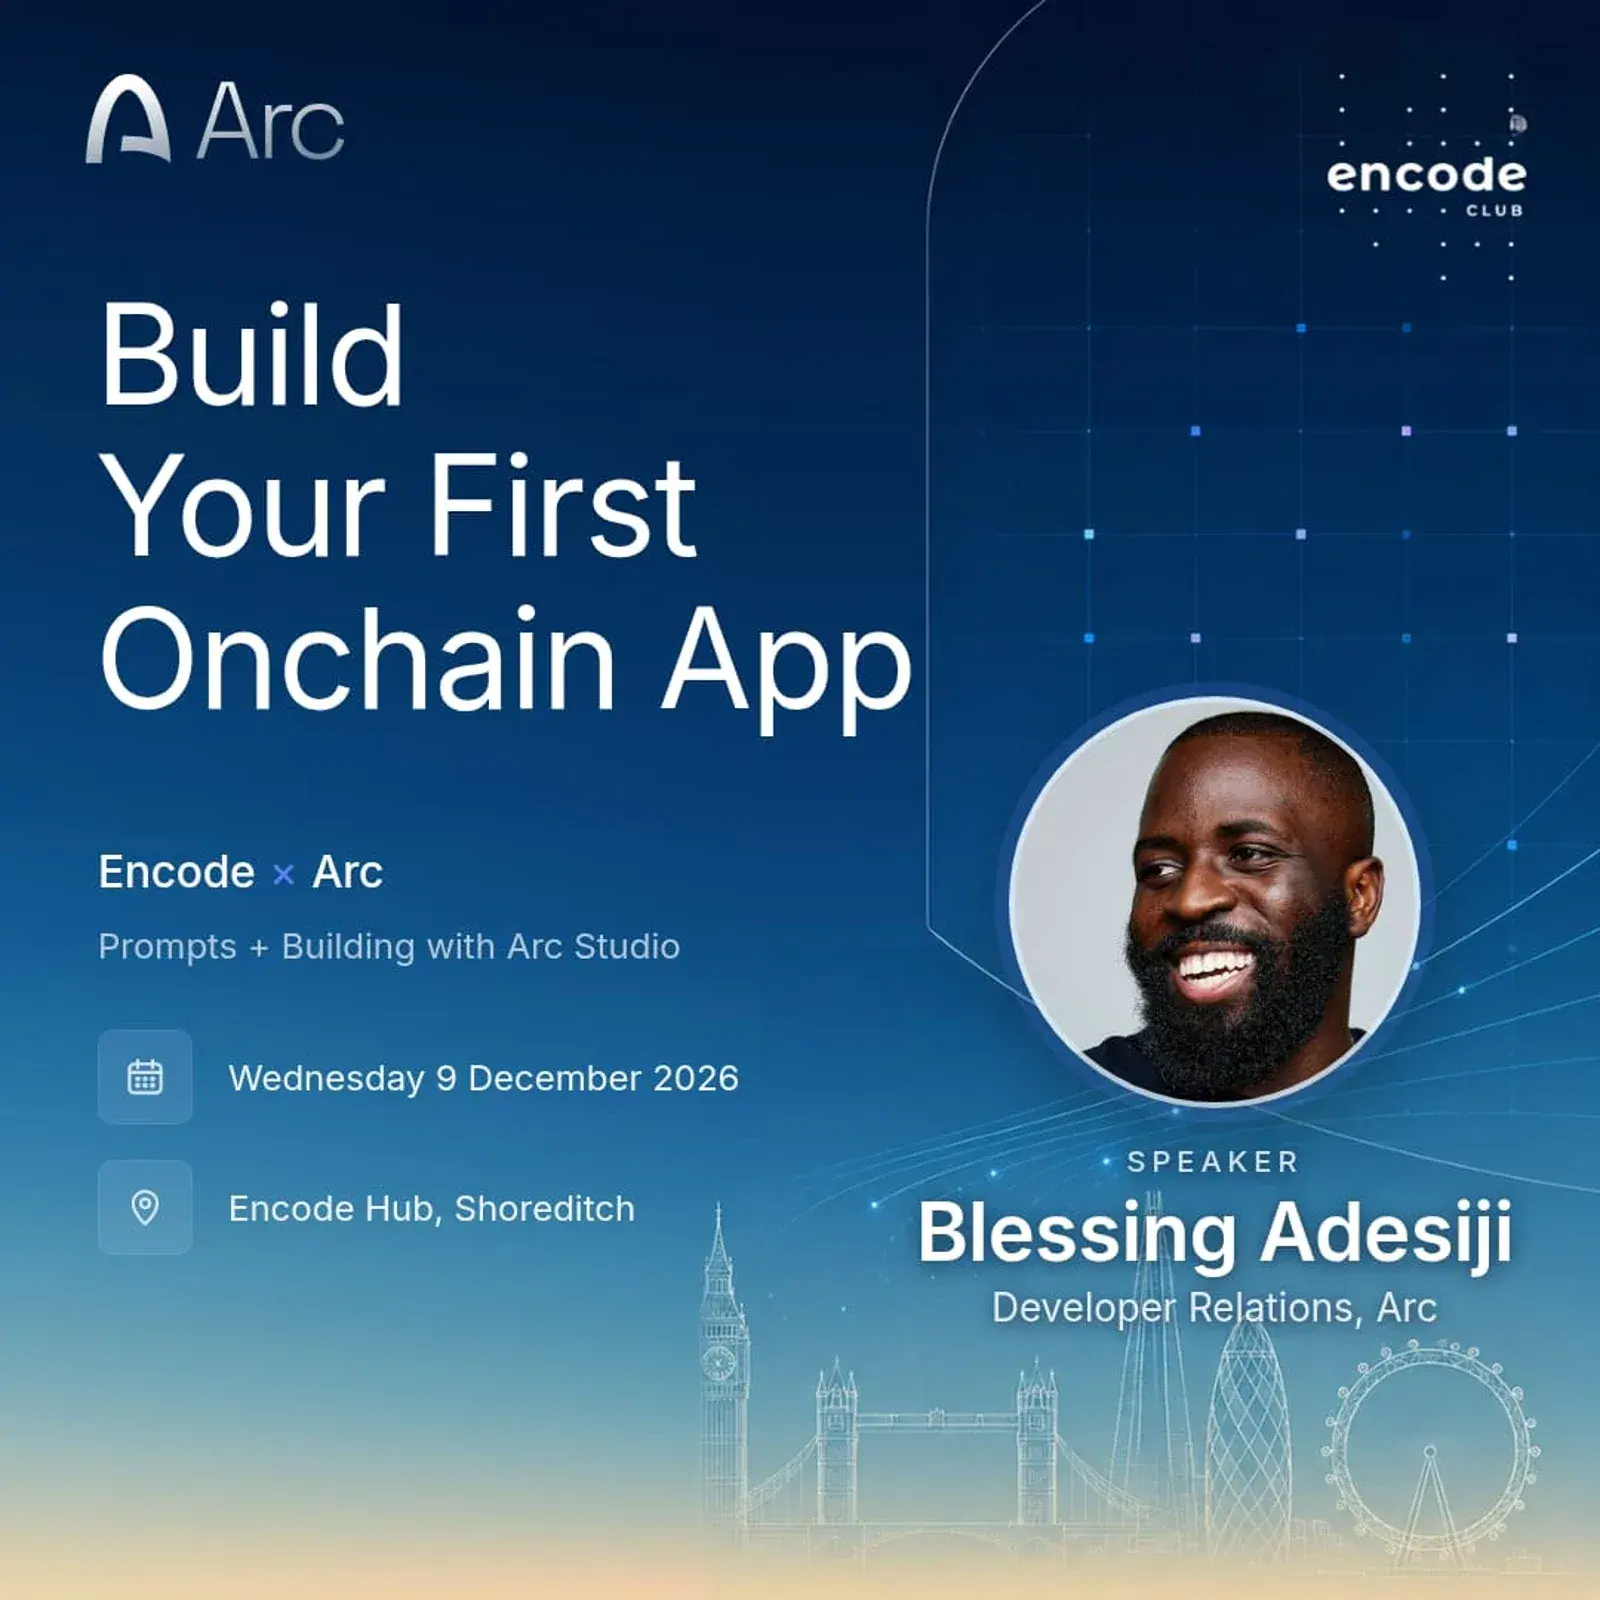 Arc
encode
CLUB
Build
Your First
Onchain App
Encode × Arc
Prompts + Building with Arc Studio
Wednesday 9 December 2026
Encode Hub, Shoreditch
SPEAKER
Blessing Adesiji
Developer Relations, Arc